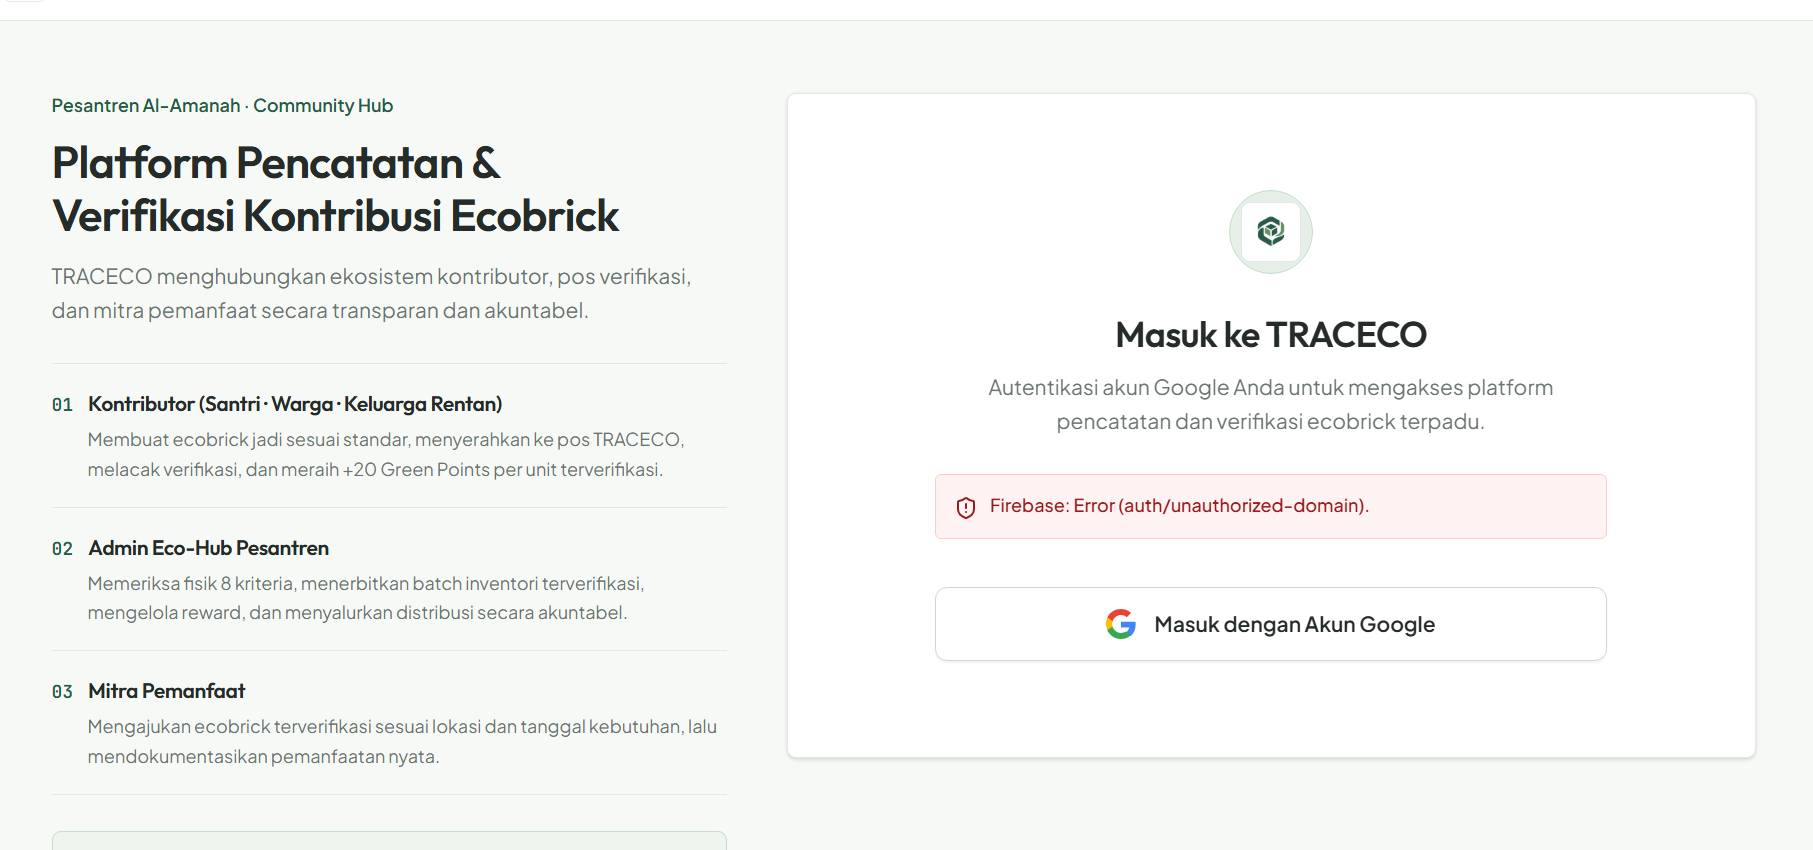 Pesantren Al-Amanah · Community Hub
Platform Pencatatan &
Verifikasi Kontribusi Ecobrick
TRACECO menghubungkan ekosistem kontributor, pos verifikasi,
dan mitra pemanfaat secara transparan dan akuntabel.
01 Kontributor (Santri · Warga · Keluarga Rentan)
Membuat ecobrick jadi sesuai standar, menyerahkan ke pos TRACECO,
melacak verifikasi, dan meraih +20 Green Points per unit terverifikasi.
02 Admin Eco-Hub Pesantren
Memeriksa fisik 8 kriteria, menerbitkan batch inventori terverifikasi,
mengelola reward, dan menyalurkan distribusi secara akuntabel.
03 Mitra Pemanfaat
Mengajukan ecobrick terverifikasi sesuai lokasi dan tanggal kebutuhan, lalu
mendokumentasikan pemanfaatan nyata.
Masuk ke TRACECO
Autentikasi akun Google Anda untuk mengakses platform
pencatatan dan verifikasi ecobrick terpadu.
Firebase: Error (auth/unauthorized-domain).
Masuk dengan Akun Google